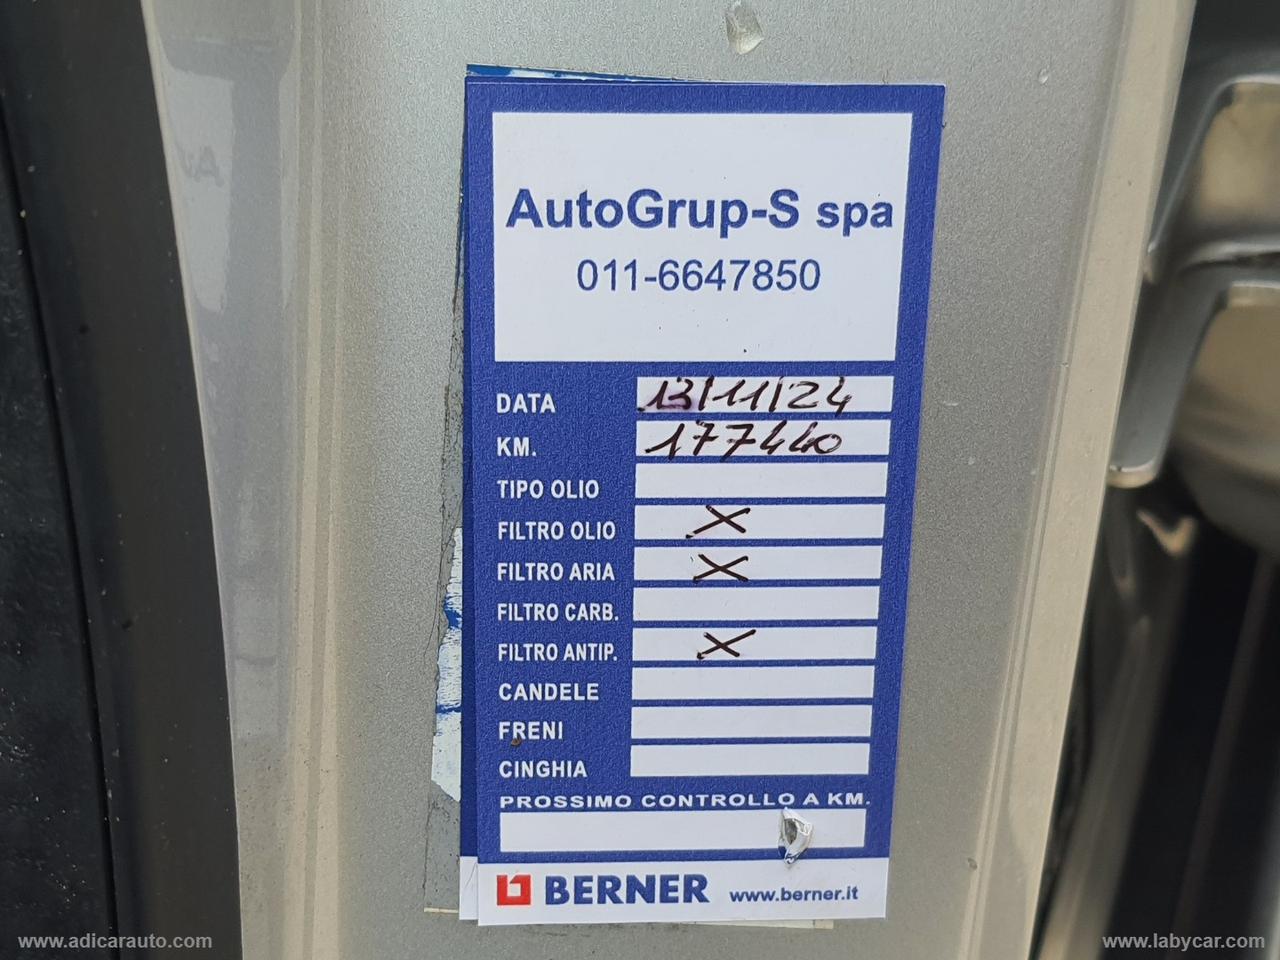 AutoGrup-S spa
011-6647850
DATA 13/11/24
KM. 177440
TIPO OLIO
FILTRO OLIO X
FILTRO ARIA X
FILTRO CARB.
FILTRO ANTIP. X
CANDELE
FRENI
CINGHIA
PROSSIMO CONTROLLO A KM.
BERNER www.berner.it
www.adicarauto.com www.labycar.com